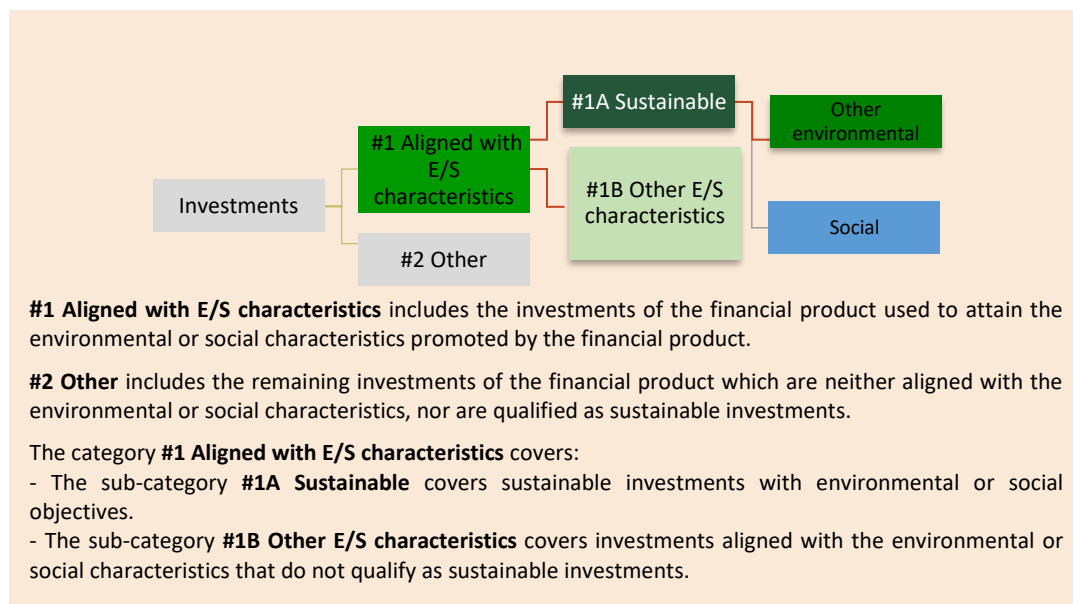 #1A Sustainable
Other
environmental
#1 Aligned with
E/S
characteristics
#1B Other E/S
characteristics
Investments
Social
#2 Other
#1 Aligned with E/S characteristics includes the investments of the financial product used to attain the
environmental or social characteristics promoted by the financial product.
#2 Other includes the remaining investments of the financial product which are neither aligned with the
environmental or social characteristics, nor are qualified as sustainable investments.
The category #1 Aligned with E/S characteristics covers:
- The sub-category #1A Sustainable covers sustainable investments with environmental or social
objectives.
- The sub-category #1B Other E/S characteristics covers investments aligned with the environmental or
social characteristics that do not qualify as sustainable investments.